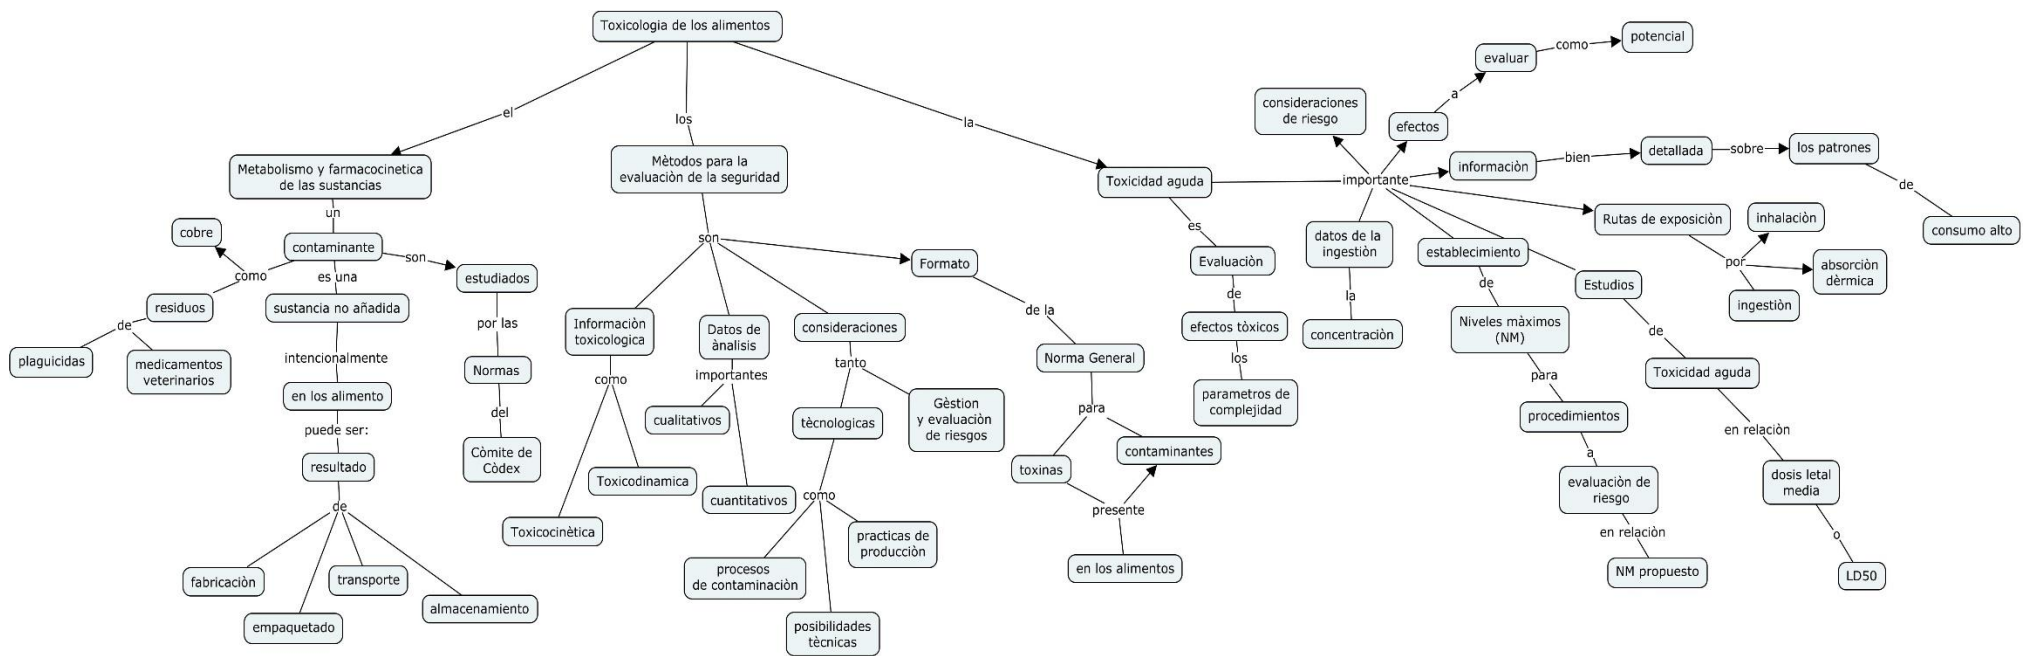 Toxicologia de los alimentos
el
los
la
Metabolismo y farmacocinetica
de las sustancias
un
contaminante
como
cobre
residuos
de
plaguicidas
medicamentos
veterinarios
es una
sustancia no añadida
intencionalmente
en los alimento
puede ser:
resultado
de
fabricaciòn
empaquetado
transporte
almacenamiento
son
estudiados
por las
Normas
del
Còmite de
Còdex
Mètodos para la
evaluaciòn de la seguridad
son
Informaciòn
toxicologica
como
Toxicocinètica
Toxicodinamica
Datos de
ànalisis
importantes
cualitativos
cuantitativos
consideraciones
tanto
tècnologicas
Gèstion
y evaluaciòn
de riesgos
como
procesos
de contaminaciòn
posibilidades
tècnicas
practicas de
producciòn
Formato
de la
Norma General
para
toxinas
contaminantes
presente
en los alimentos
Toxicidad aguda
es
Evaluaciòn
de
efectos tòxicos
los
parametros de
complejidad
importante
consideraciones
de riesgo
efectos
a
evaluar
como
potencial
informaciòn
bien
detallada
sobre
los patrones
de
consumo alto
Rutas de exposiciòn
por
inhalaciòn
absorciòn
dèrmica
ingestiòn
datos de la
ingestiòn
la
concentraciòn
establecimiento
de
Niveles màximos
(NM)
para
procedimientos
a
evaluaciòn de
riesgo
en relaciòn
NM propuesto
Estudios
de
Toxicidad aguda
en relaciòn
dosis letal
media
o
LD50